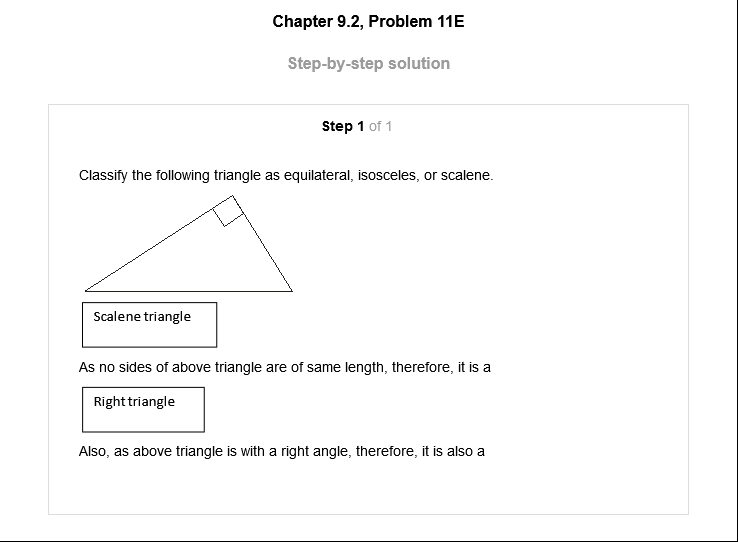 Chapter 9.2, Problem 11E
Step-by-step solution
Step 1 of 1
Classify the following triangle as equilateral, isosceles, or scalene.
Scalene triangle
As no sides of above triangle are of same length, therefore, it is a
Right triangle
Also, as above triangle is with a right angle, therefore, it is also a